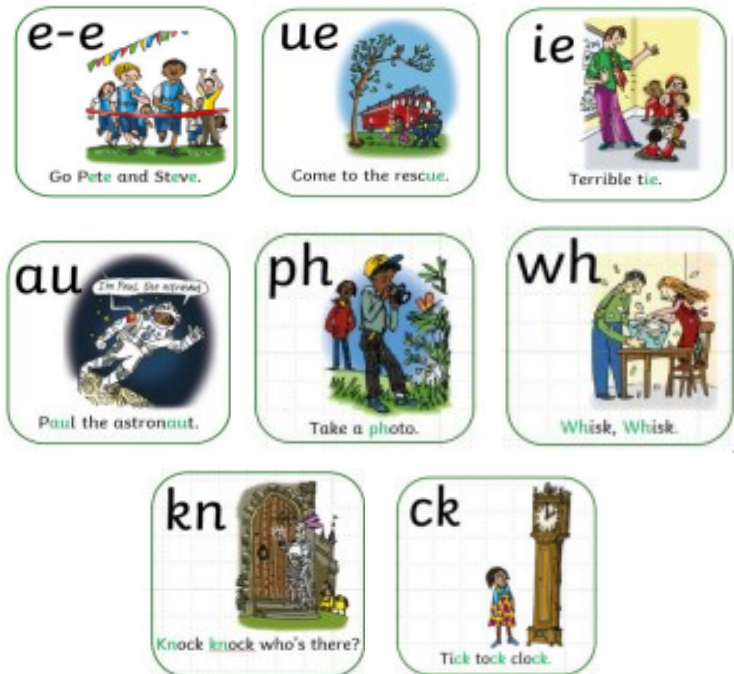 e-e
Go Pete and Steve.
ue
Come to the rescue.
ie
Terrible tie.
au
I'm Paul, the astronaut.
Paul the astronaut.
ph
Take a photo.
wh
Whisk, Whisk.
kn
Knock knock who's there?
ck
Tick tock clock.